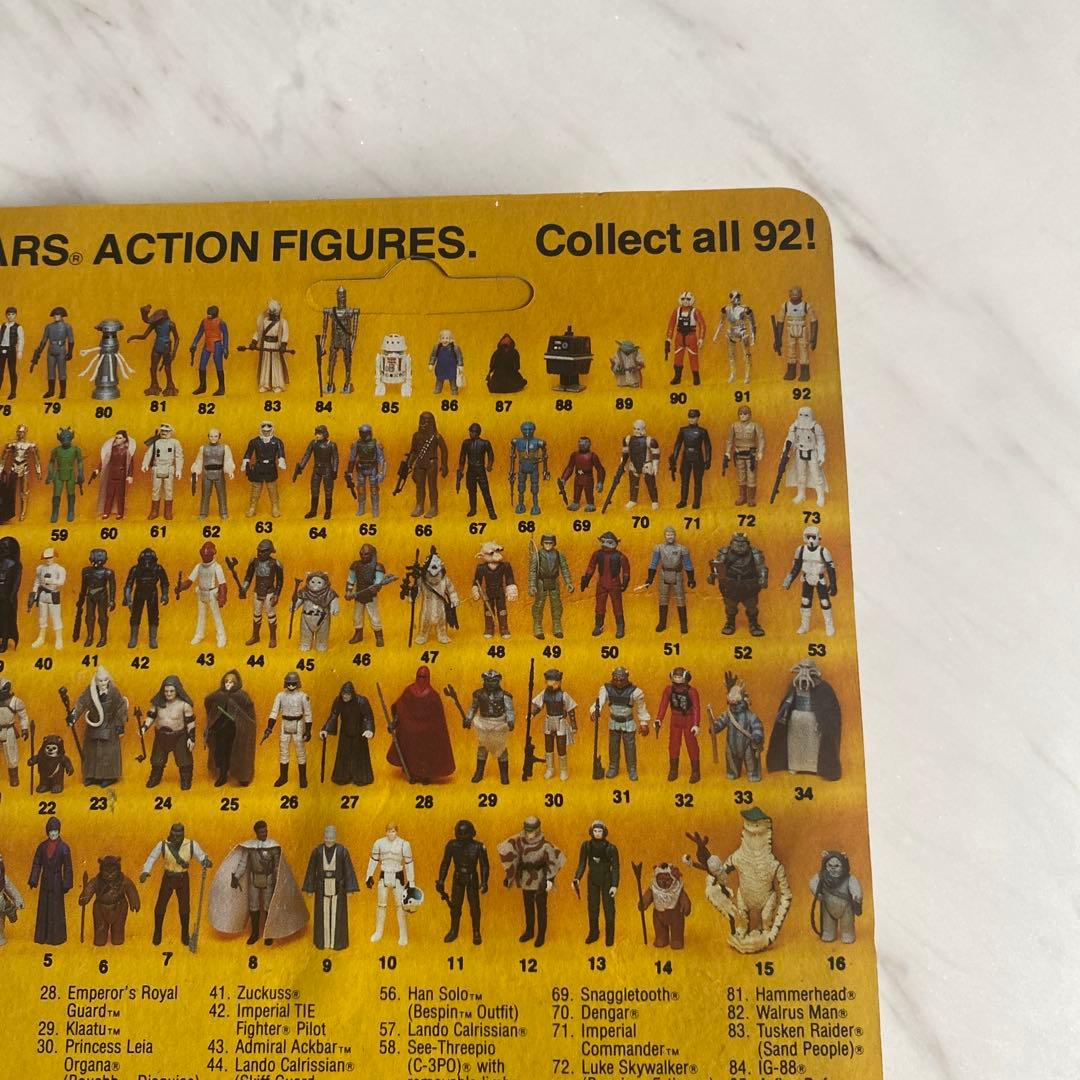 ARS® ACTION FIGURES. Collect all 92!
78 79 80 81 82 83 84 85 86 87 88 89 90 91 92
59 60 61 62 63 64 65 66 67 68 69 70 71 72 73
40 41 42 43 44 45 46 47 48 49 50 51 52 53
22 23 24 25 26 27 28 29 30 31 32 33 34
5 6 7 8 9 10 11 12 13 14 15 16
28. Emperor's Royal
Guard™
29. Klaatu™
30. Princess Leia
Organa®
41. Zuckuss®
42. Imperial TIE
Fighter® Pilot
43. Admiral Ackbar™
44. Lando Calrissian®
(Skiff Guard
56. Han Solo™
(Bespin™ Outfit)
57. Lando Calrissian®
58. See-Threepio
(C-3PO)® with
69. Snaggletooth®
70. Dengar®
71. Imperial
Commander™
72. Luke Skywalker®
81. Hammerhead®
82. Walrus Man®
83. Tusken Raider®
(Sand People)®
84. IG-88®